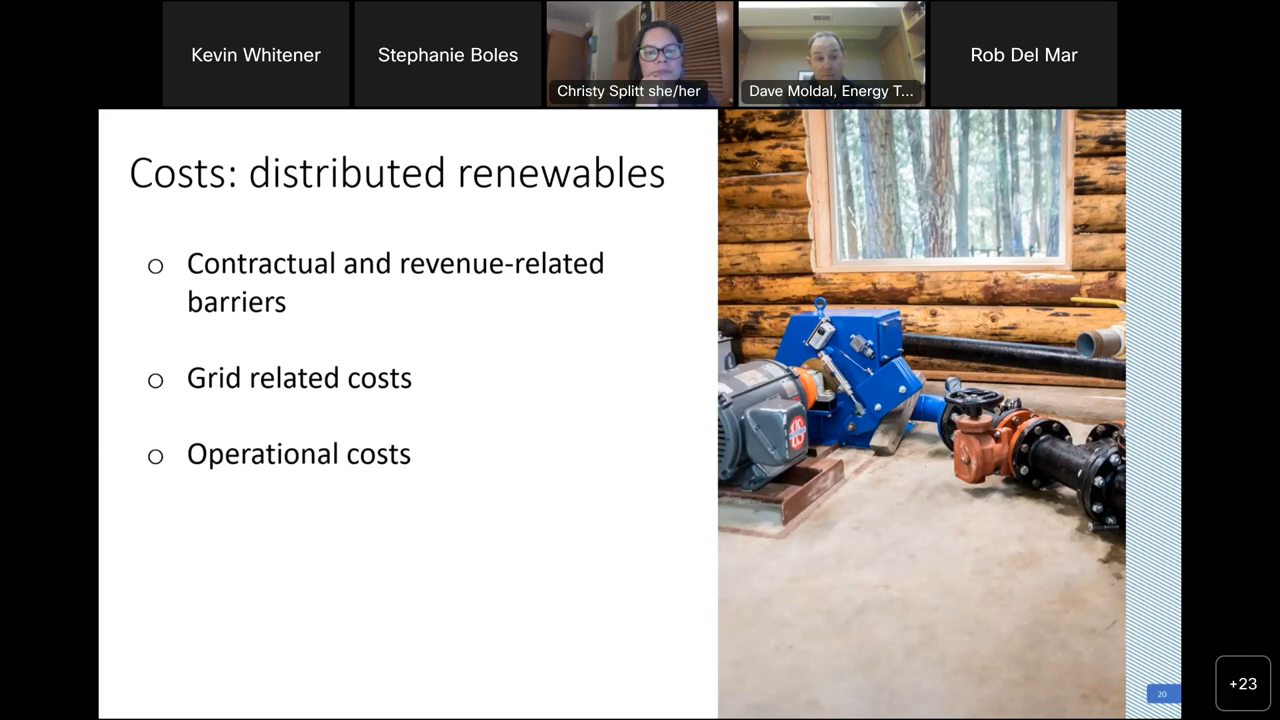 Kevin Whitener
Stephanie Boles
Christy Splitt she/her
Dave Moldal, Energy T...
Rob Del Mar
Costs: distributed renewables
o Contractual and revenue-related
barriers
o Grid related costs
o Operational costs
20
+23